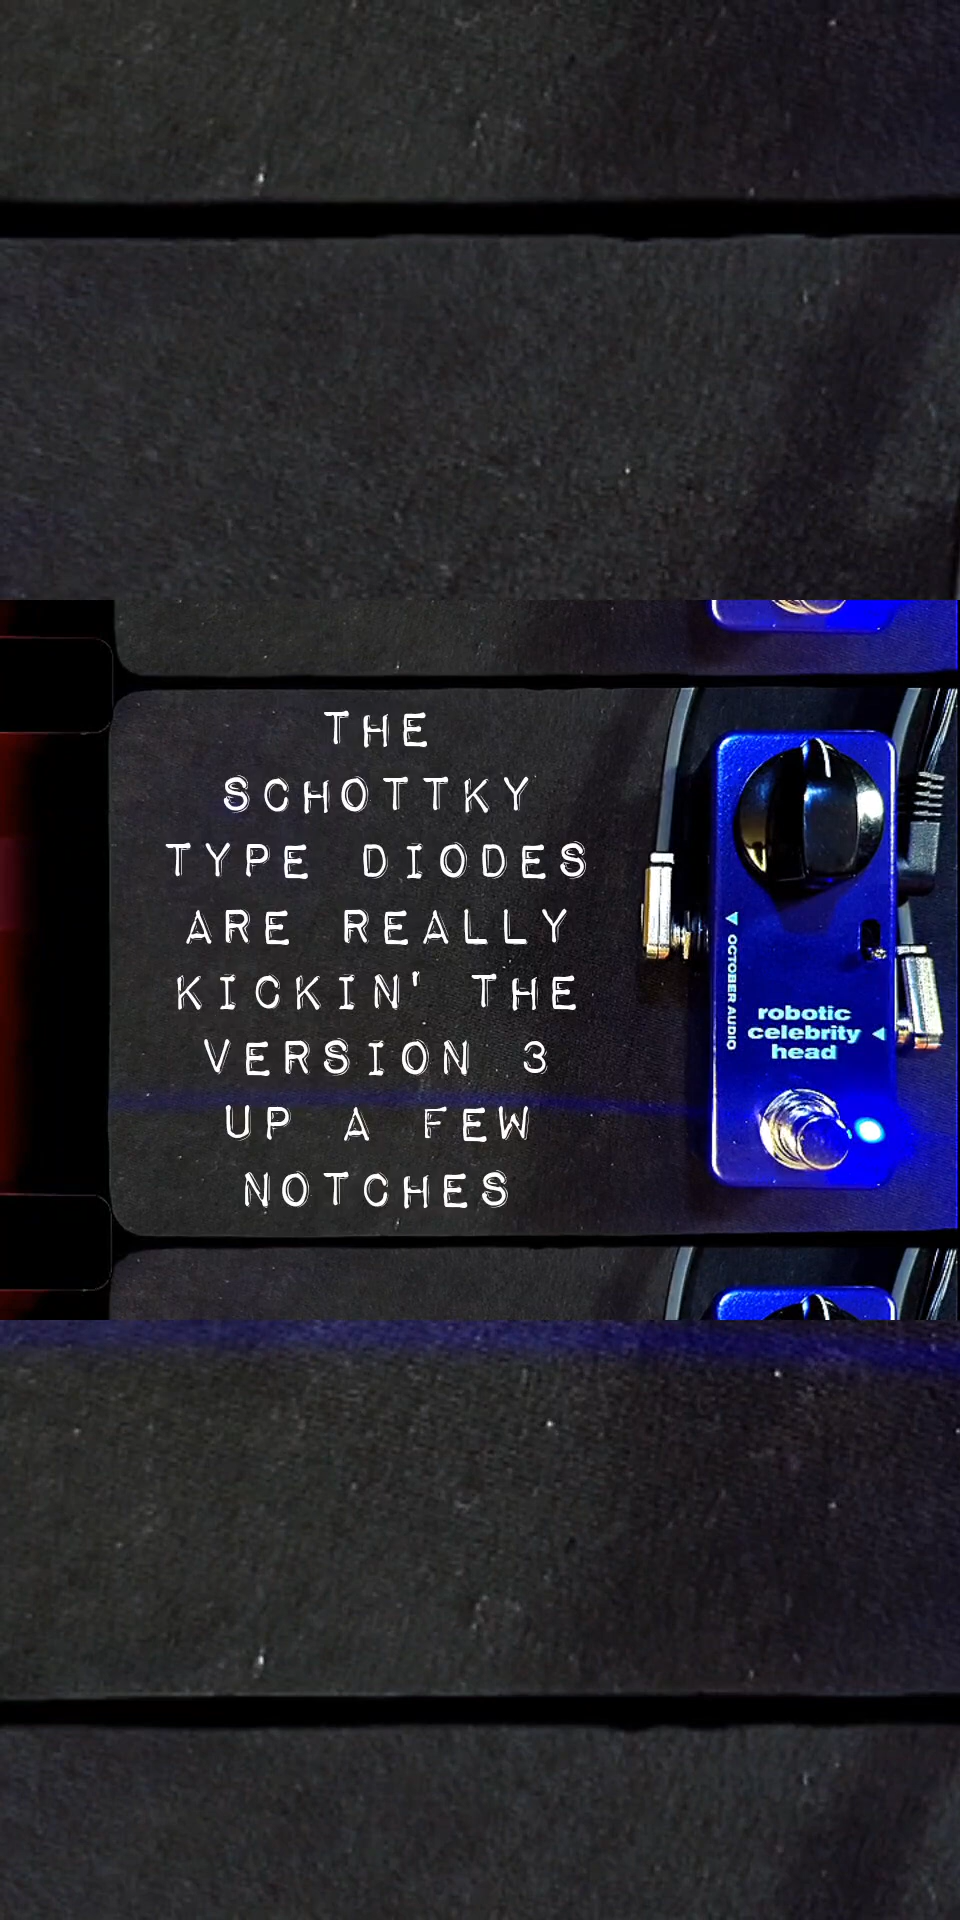 THE
SCHOTTKY
TYPE DIODES
ARE REALLY
KICKIN' THE
VERSION 3
UP A FEW
NOTCHES
OCTOBER AUDIO
robotic
celebrity
head